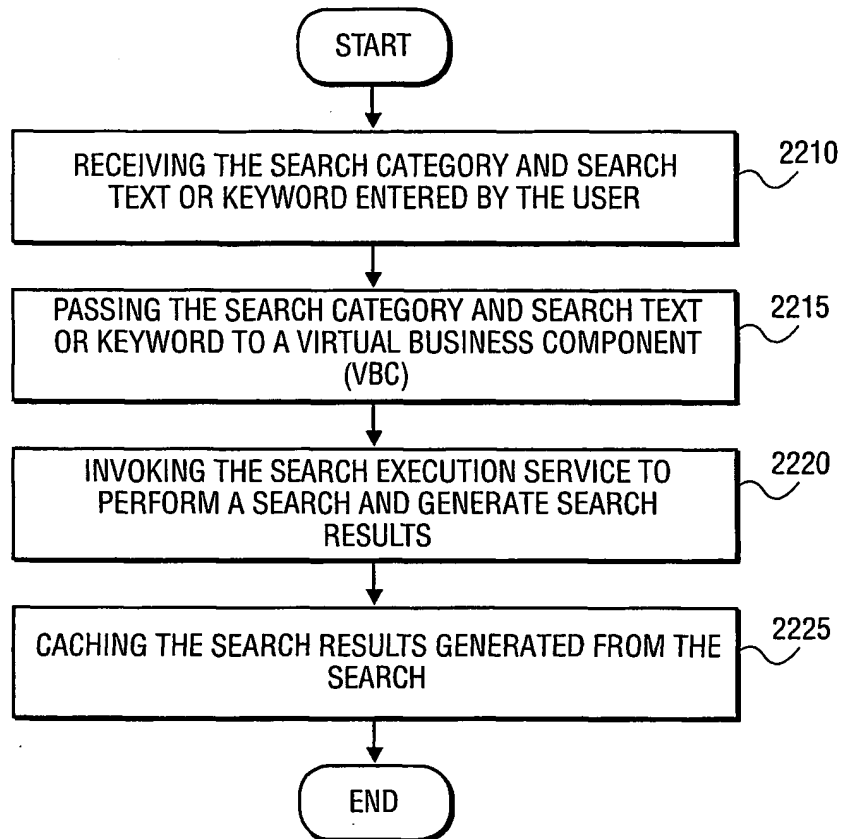 START
RECEIVING THE SEARCH CATEGORY AND SEARCH
TEXT OR KEYWORD ENTERED BY THE USER
2210
PASSING THE SEARCH CATEGORY AND SEARCH TEXT
OR KEYWORD TO A VIRTUAL BUSINESS COMPONENT
(VBC)
2215
INVOKING THE SEARCH EXECUTION SERVICE TO
PERFORM A SEARCH AND GENERATE SEARCH
RESULTS
2220
CACHING THE SEARCH RESULTS GENERATED FROM THE
SEARCH
2225
END